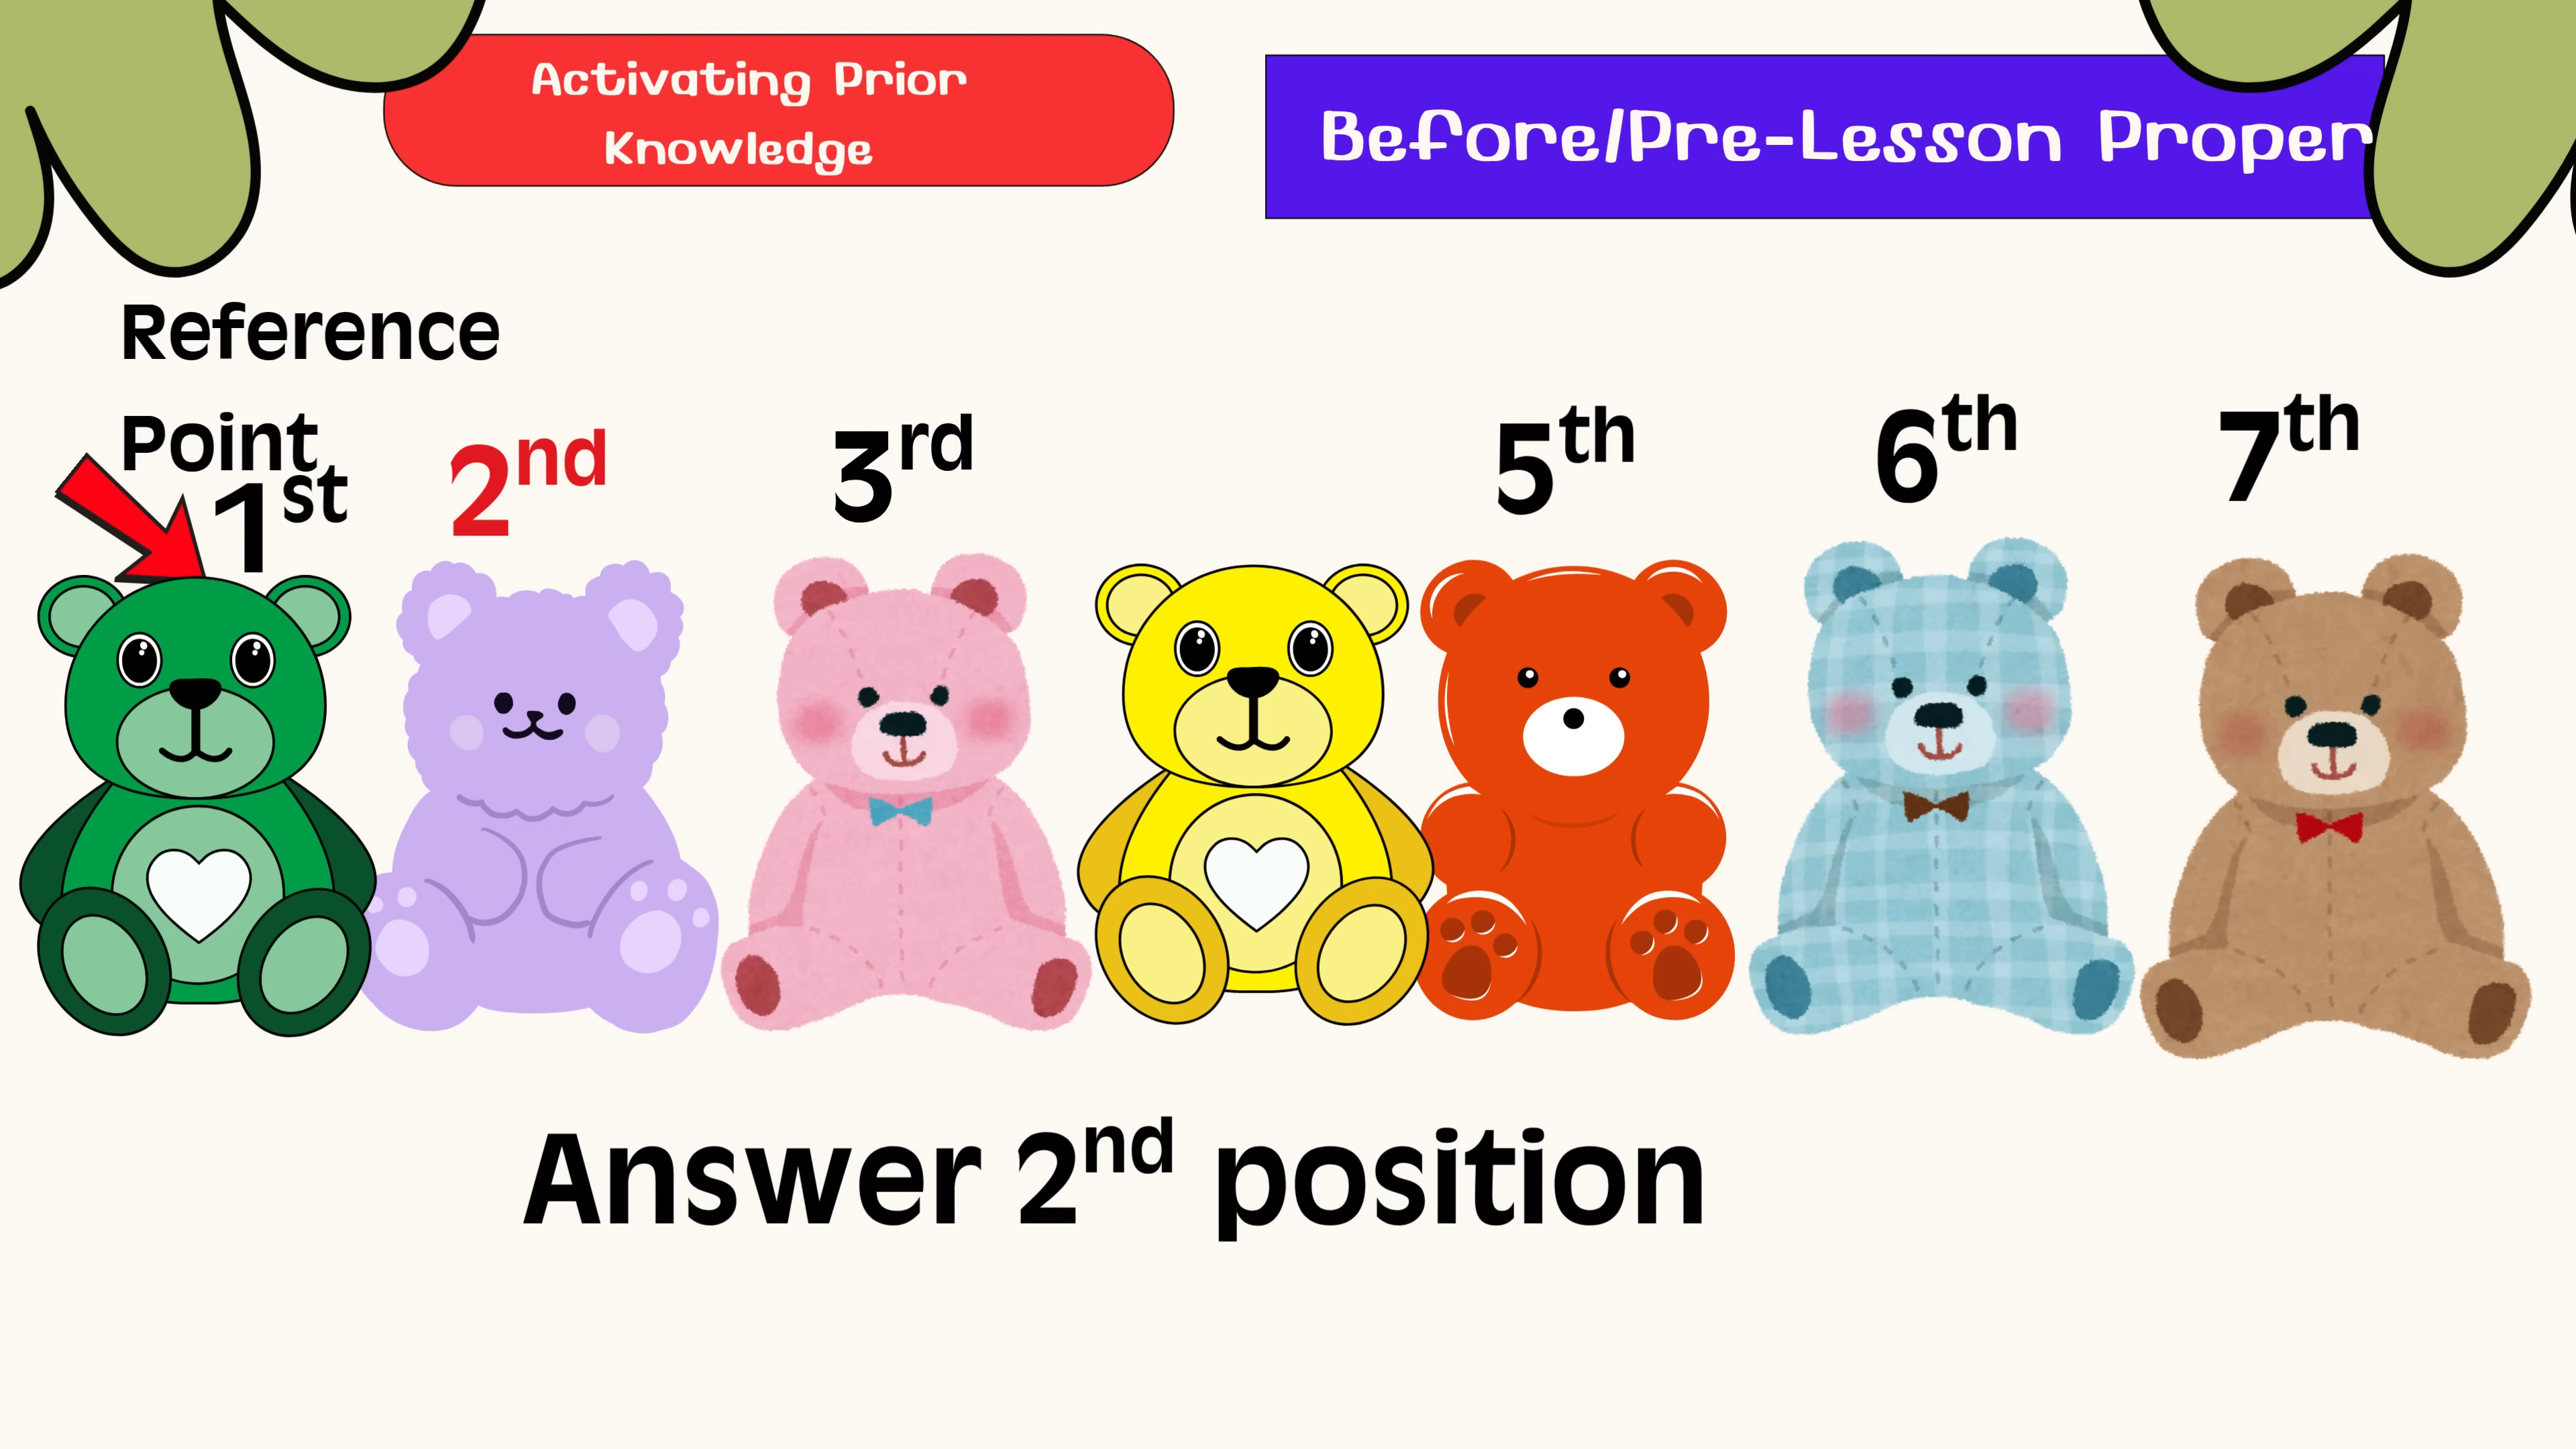 Activating Prior
Knowledge
Before/Pre-Lesson Proper
Reference
Point
1st 2nd 3rd 5th 6th 7th
Answer 2nd position